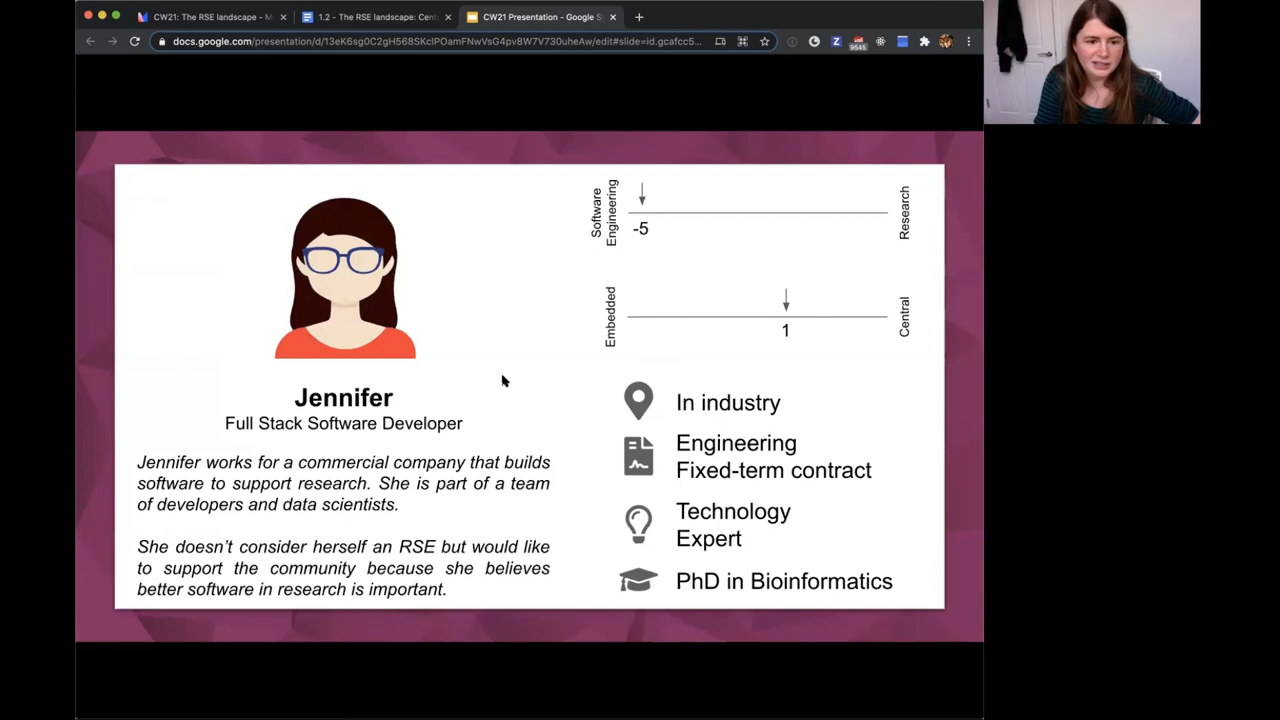 CW21: The RSE landscape - M
1.2 - The RSE landscape: Cent
CW21 Presentation - Google S
docs.google.com/presentation/d/13eK6sg0C2gH568SKclPOamFNwVsG4pv8W7V730uheAw/edit#slide=id.gcafcc5...
9545
Software
Engineering
-5
Research
Embedded
1
Central
Jennifer
Full Stack Software Developer
Jennifer works for a commercial company that builds
software to support research. She is part of a team
of developers and data scientists.
She doesn't consider herself an RSE but would like
to support the community because she believes
better software in research is important.
In industry
Engineering
Fixed-term contract
Technology
Expert
PhD in Bioinformatics